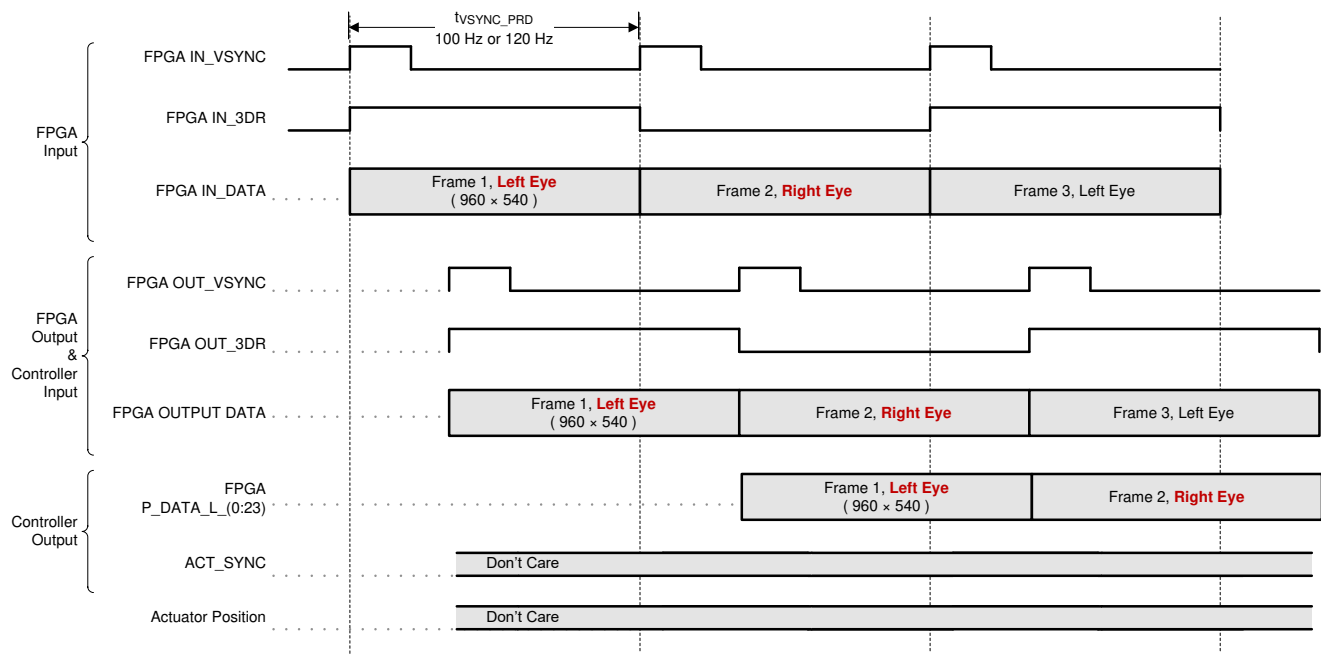 tVSYNC_PRD
100 Hz or 120 Hz
FPGA IN_VSYNC
FPGA IN_3DR
FPGA
Input
FPGA IN_DATA
Frame 1, Left Eye
( 960 × 540 )
Frame 2, Right Eye
Frame 3, Left Eye
FPGA OUT_VSYNC
FPGA
Output
&
Controller
Input
FPGA OUT_3DR
FPGA OUTPUT DATA
Frame 1, Left Eye
( 960 × 540 )
Frame 2, Right Eye
Frame 3, Left Eye
Controller
Output
FPGA
P_DATA_L_(0:23)
Frame 1, Left Eye
( 960 × 540 )
Frame 2, Right Eye
ACT_SYNC
Don't Care
Actuator Position
Don't Care